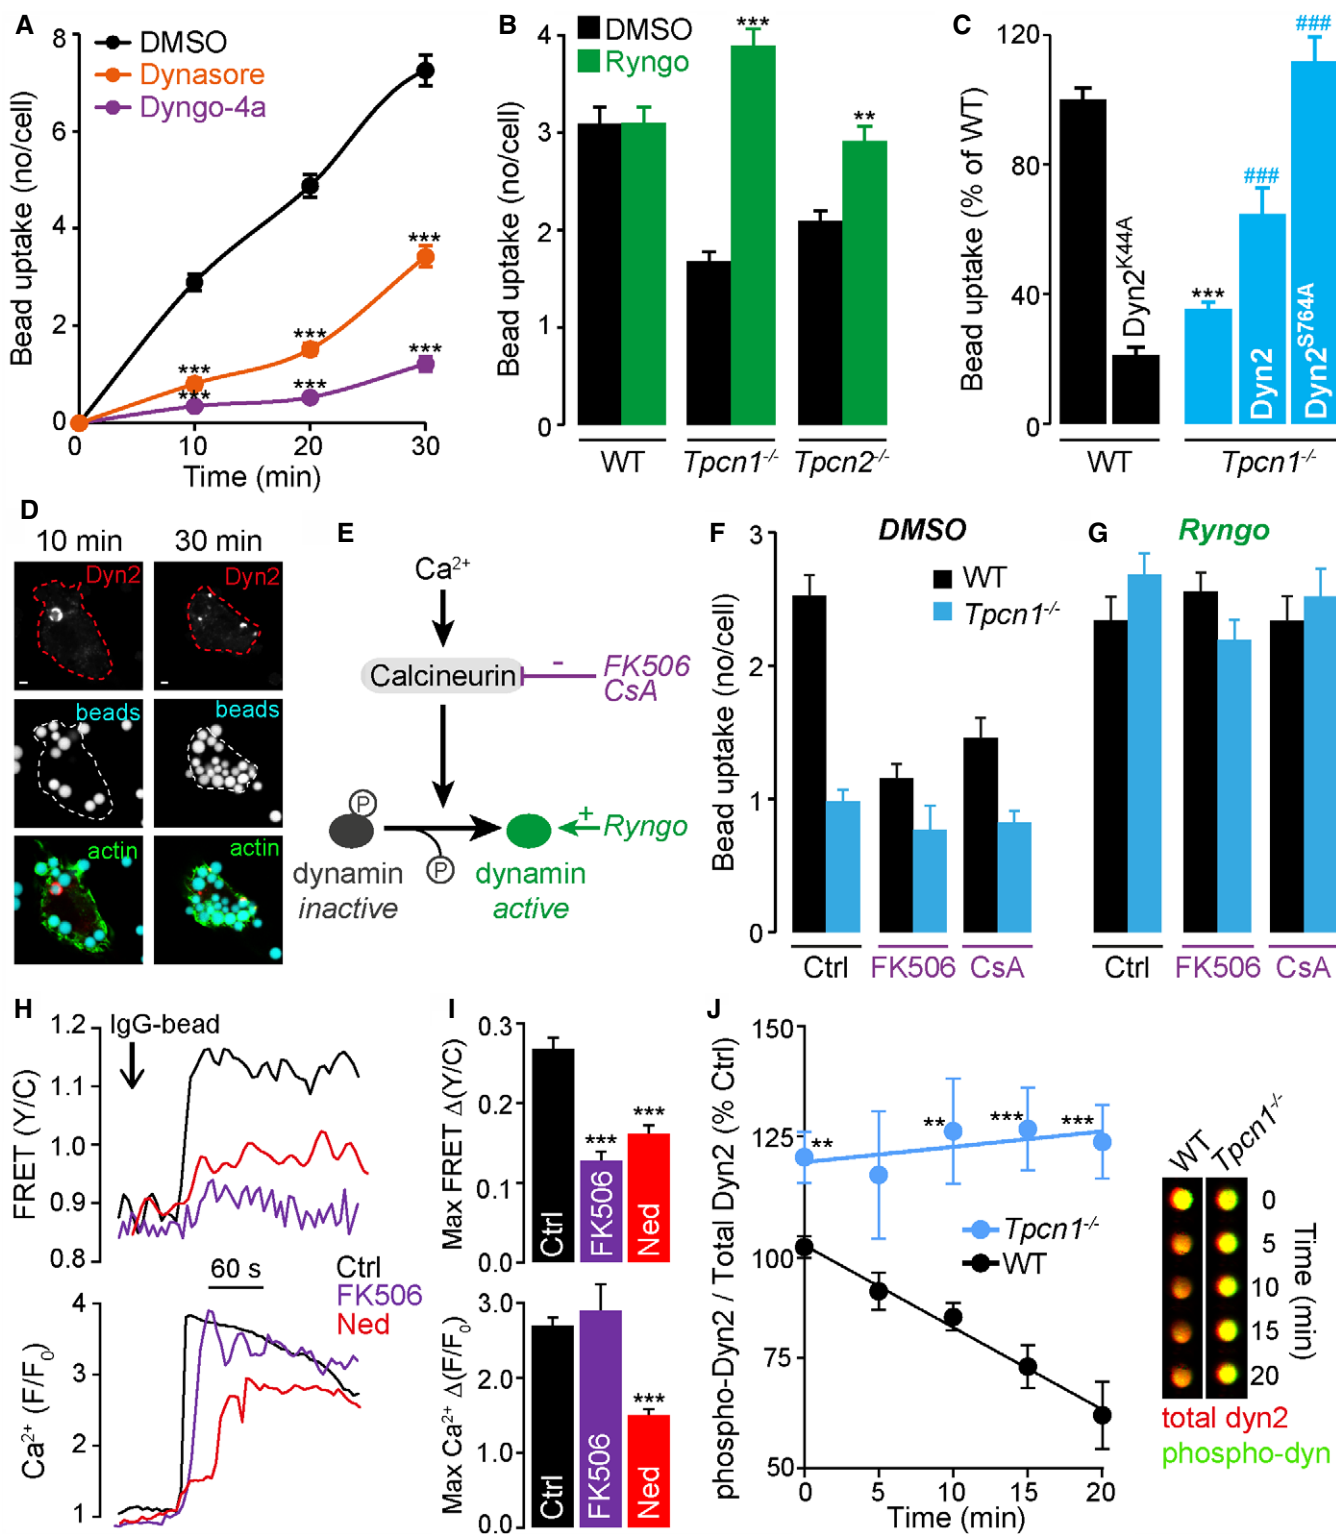 A
8
6
4
2
0
Bead uptake (no/cell)
DMSO
Dynasore
Dyngo-4a
***
***
***
***
***
***
0
10
20
30
Time (min)
B
4
3
2
1
0
Bead uptake (no/cell)
DMSO
Ryngo
***
**
WT
Tpcn1-/-
Tpcn2-/-
C
120
80
40
0
Bead uptake (% of WT)
Dyn2K44A
***
###
Dyn2
###
Dyn2S764A
WT
Tpcn1-/-
D
10 min
30 min
Dyn2
Dyn2
beads
beads
actin
actin
E
Ca2+
Calcineurin
-
FK506
CsA
P
P
+
Ryngo
dynamin
inactive
dynamin
active
F
DMSO
3
2
1
0
Bead uptake (no/cell)
WT
Tpcn1-/-
Ctrl
FK506
CsA
G
Ryngo
Ctrl
FK506
CsA
H
IgG-bead
1.2
1.1
1.0
0.9
0.8
FRET (Y/C)
60 s
Ctrl
FK506
Ned
4
3
2
1
Ca2+ (F/F0)
I
0.3
0.2
0.1
0.0
Max FRET Δ(Y/C)
***
***
Ctrl
FK506
Ned
3.0
2.0
1.0
0.0
Max Ca2+ Δ(F/F0)
***
Ctrl
FK506
Ned
J
150
125
100
75
50
phospho-Dyn2 / Total Dyn2 (% Ctrl)
**
**
***
***
Tpcn1-/-
WT
0
5
10
15
20
Time (min)
WT
Tpcn1-/-
0
5
10
15
20
Time (min)
total dyn2
phospho-dyn